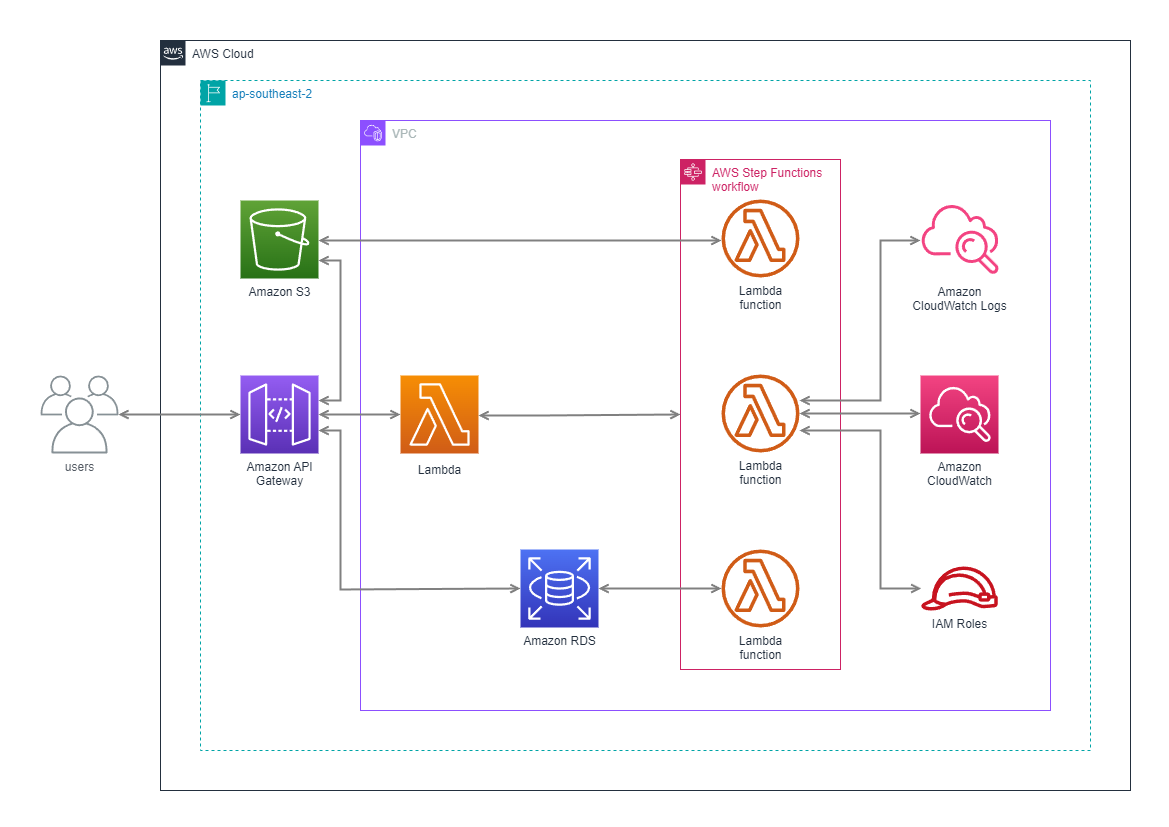 aws
AWS Cloud
ap-southeast-2
VPC
AWS Step Functions
workflow
Amazon S3
Lambda
function
Amazon
CloudWatch Logs
users
Amazon API
Gateway
</>
Lambda
Lambda
function
Amazon
CloudWatch
Amazon RDS
Lambda
function
IAM Roles